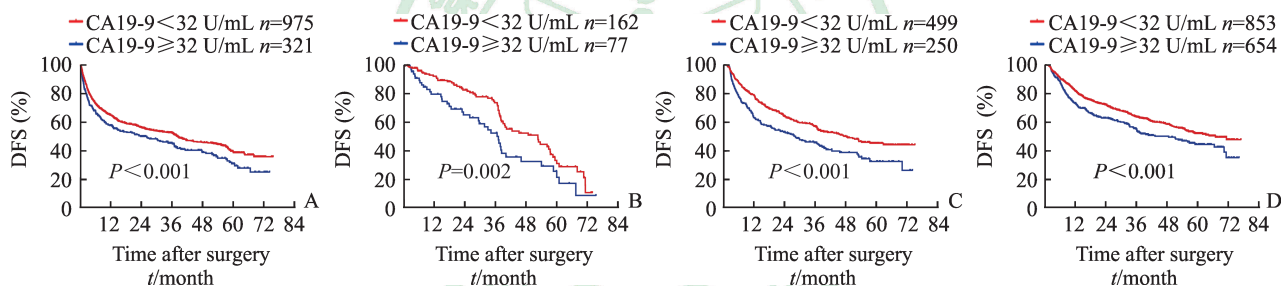 CA19-9<32 U/mL n=975
CA19-9≥32 U/mL n=321
DFS (%)
100
80
60
40
20
0
P<0.001
12 24 36 48 60 72 84
A
Time after surgery
t/month
CA19-9<32 U/mL n=162
CA19-9≥32 U/mL n=77
DFS (%)
100
80
60
40
20
0
P=0.002
12 24 36 48 60 72 84
B
Time after surgery
t/month
CA19-9<32 U/mL n=499
CA19-9≥32 U/mL n=250
DFS (%)
100
80
60
40
20
0
P<0.001
12 24 36 48 60 72 84
C
Time after surgery
t/month
CA19-9<32 U/mL n=853
CA19-9≥32 U/mL n=654
DFS (%)
100
80
60
40
20
0
P<0.001
12 24 36 48 60 72 84
D
Time after surgery
t/month